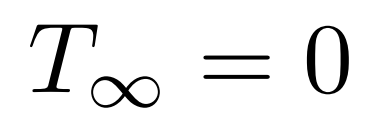 T∞ = 0